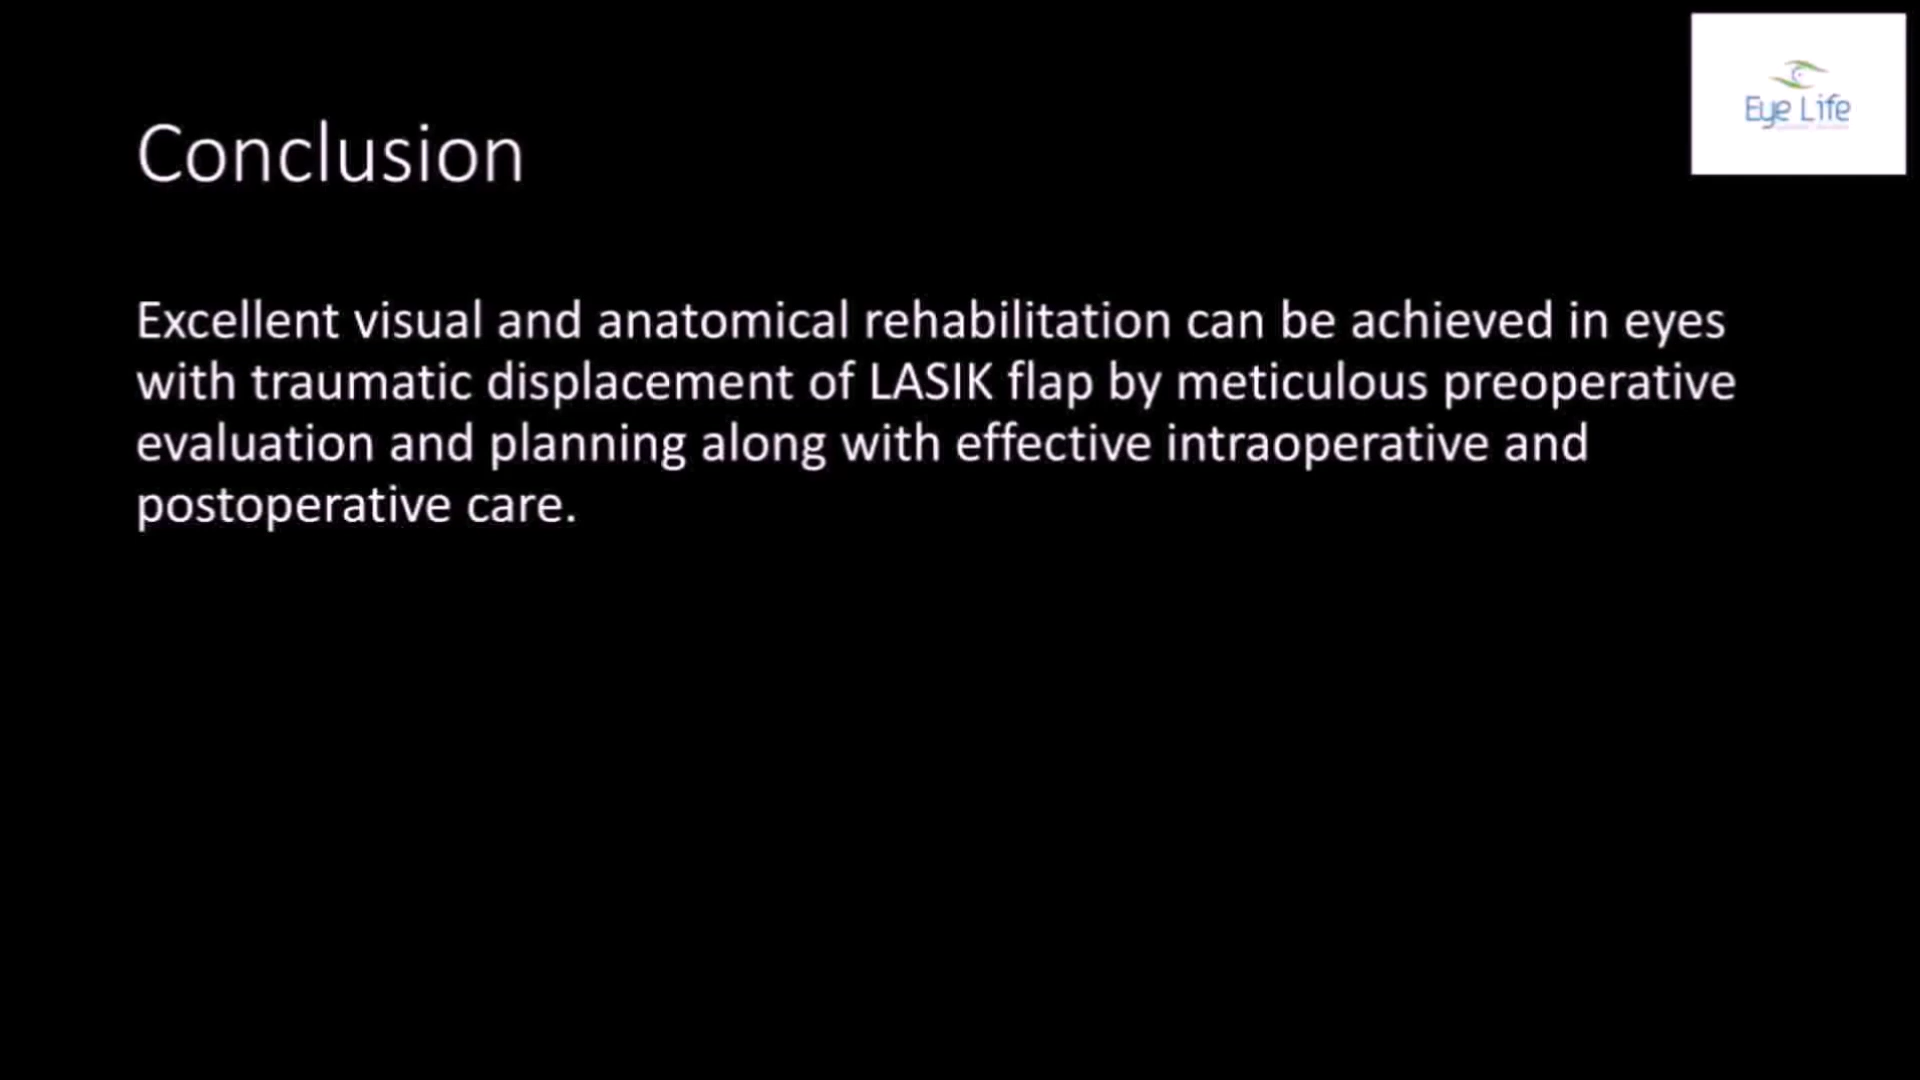 Eye Life
Conclusion
Excellent visual and anatomical rehabilitation can be achieved in eyes
with traumatic displacement of LASIK flap by meticulous preoperative
evaluation and planning along with effective intraoperative and
postoperative care.